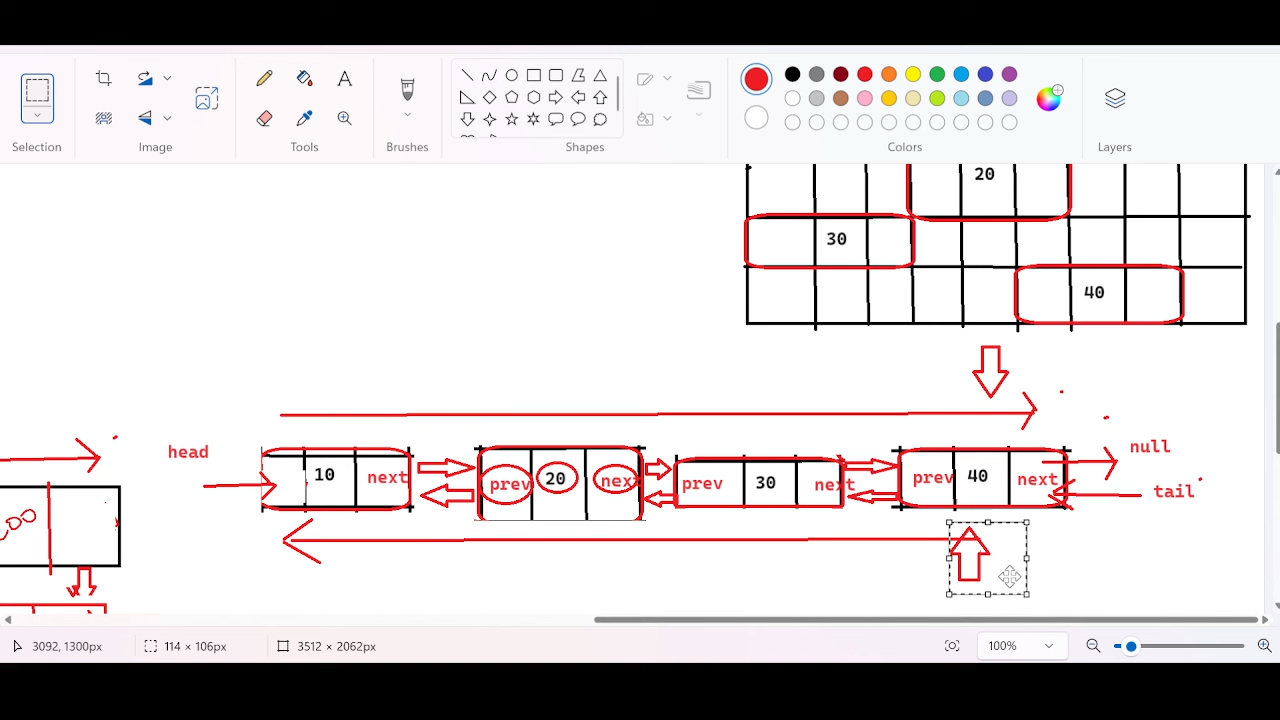 Selection
Image
Tools
Brushes
Shapes
Colors
Layers
20
30
40
head
10
next
prev
20
next
prev
30
next
prev
40
next
null
tail
3092, 1300px
114 × 106px
3512 × 2062px
100%